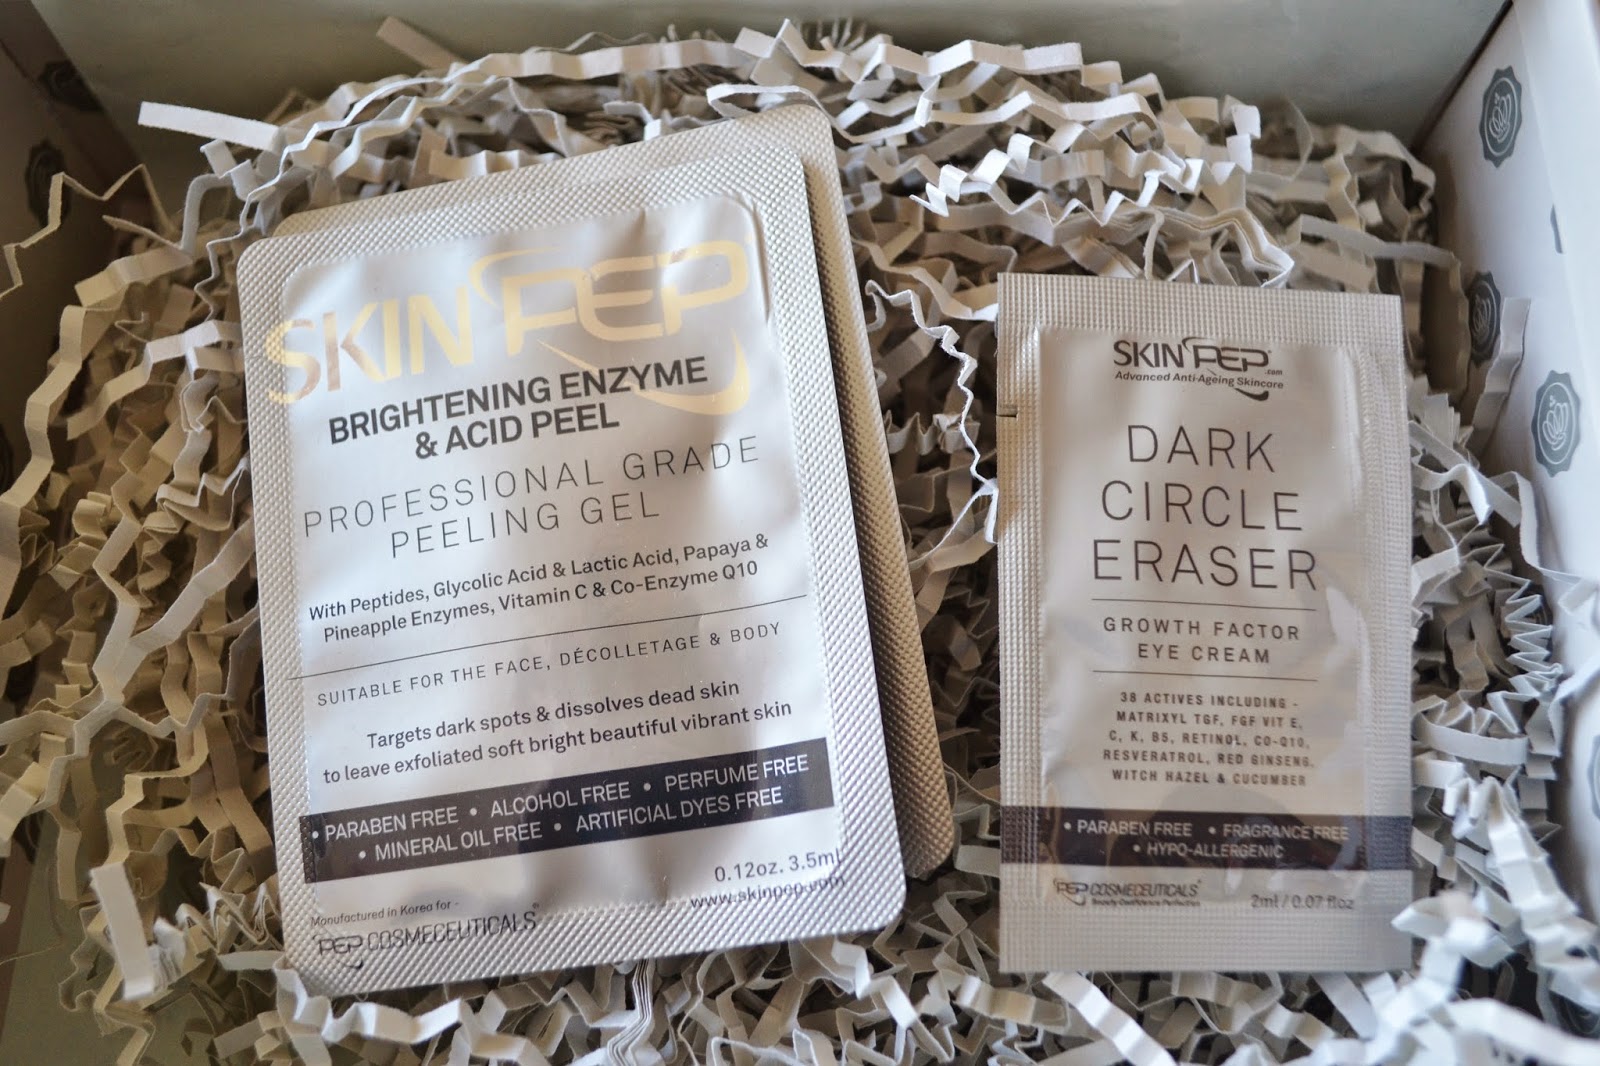 SKIN PEP
BRIGHTENING ENZYME
& ACID PEEL
PROFESSIONAL GRADE
PEELING GEL
With Peptides, Glycolic Acid & Lactic Acid, Papaya &
Pineapple Enzymes, Vitamin C & Co-Enzyme Q10
SUITABLE FOR THE FACE, DÉCOLLETAGE & BODY
Targets dark spots & dissolves dead skin
to leave exfoliated soft bright beautiful vibrant skin
• PARABEN FREE • ALCOHOL FREE • PERFUME FREE
• MINERAL OIL FREE • ARTIFICIAL DYES FREE
0.12oz. 3.5ml
www.skinpep.com
Manufactured in Korea for -
PEP COSMECEUTICALS®
SKIN PEP®.com
Advanced Anti-Ageing Skincare
DARK
CIRCLE
ERASER
GROWTH FACTOR
EYE CREAM
38 ACTIVES INCLUDING -
MATRIXYL TGF, FGF VIT E,
C, K, B5, RETINOL, CO-Q10,
RESVERATROL, RED GINSENG,
WITCH HAZEL & CUCUMBER
• PARABEN FREE • FRAGRANCE FREE
• HYPO-ALLERGENIC
PEP COSMECEUTICALS®
Beauty Confidence Perfection
2ml / 0.07 floz